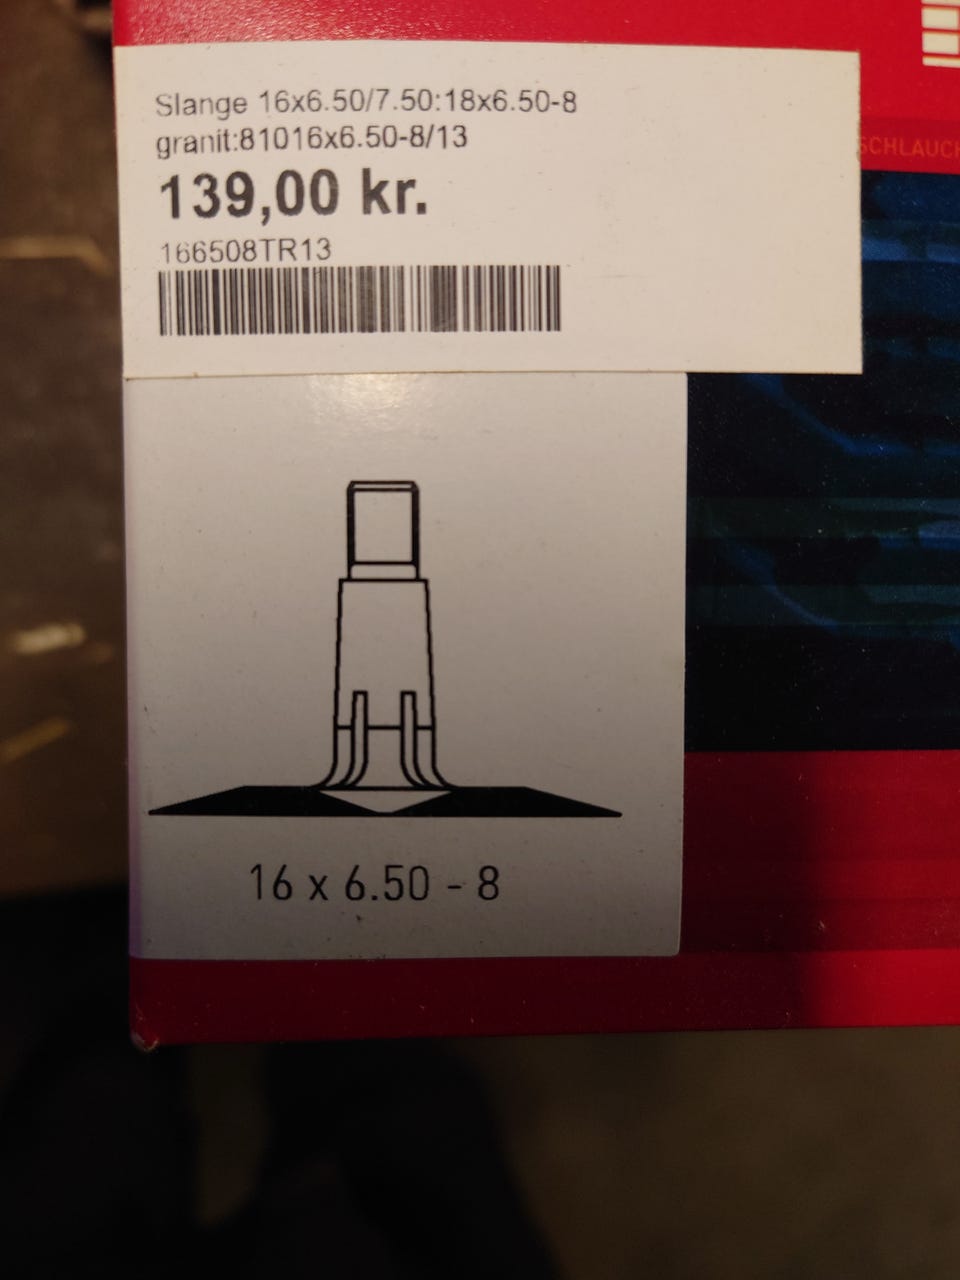 Slange 16x6.50/7.50:18x6.50-8
granit:81016x6.50-8/13
139,00 kr.
166508TR13
SCHLAUCH
16 x 6.50 - 8